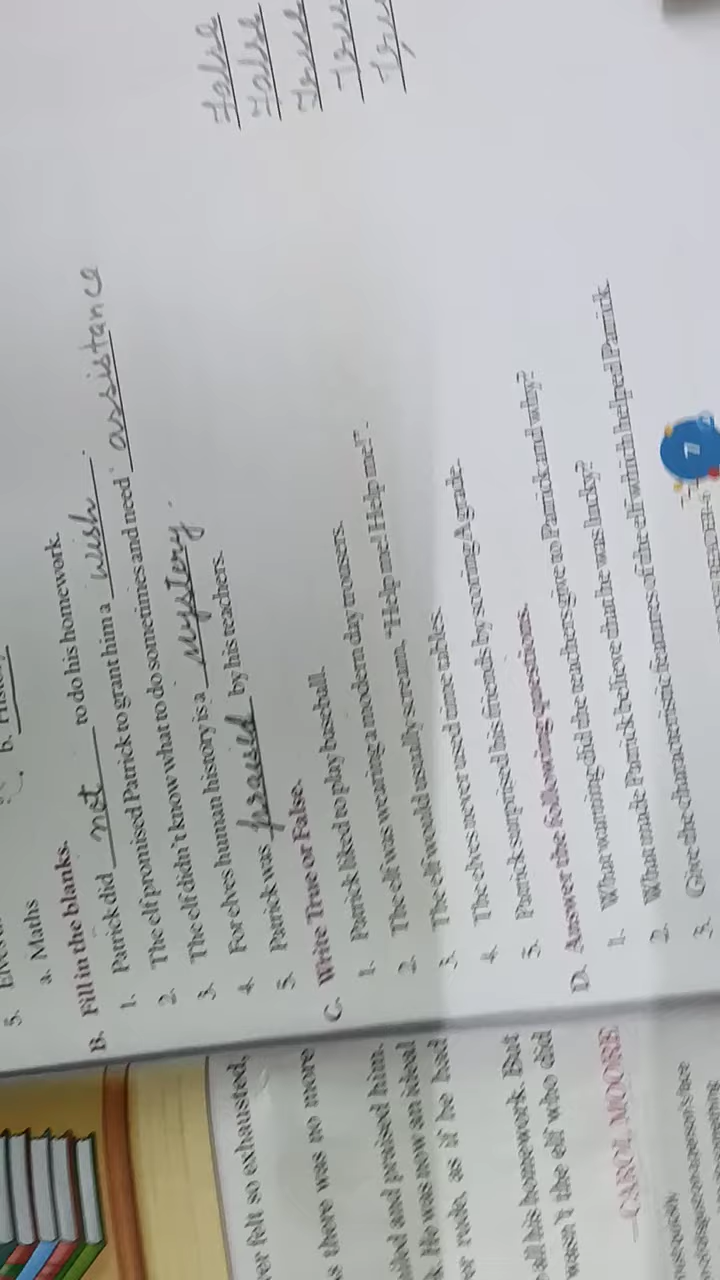 5.
a. Maths
B. Fill in the blanks.
1. Patrick did not to do his homework.
2. The elf promised Patrick to grant him a wish.
3. The elf didn't know what to do sometimes and need assistance
4. For elves human history is a mystery.
5. Patrick was by his teachers.
C. Write True or False.
1. Patrick liked to play baseball. False
2. The elf was wearing a modern day trousers. False
3. The elf would usually scream, "Help me! Help me!". True
4. The elves never used time tables. True
5. Patrick surprised his friends by scoring A grade.
D. Answer the following questions.
1. What warning did the teachers give to Patrick and why?
2. What made Patrick believe that he was lucky?
3. Give the characteristic features of the elf which helped Patrick.
7
felt so exhausted,
there was no more
and praised him.
He was now an ideal
rude, as if he had
all his homework. But
wasn't the elf who did
—CAROL MOORE